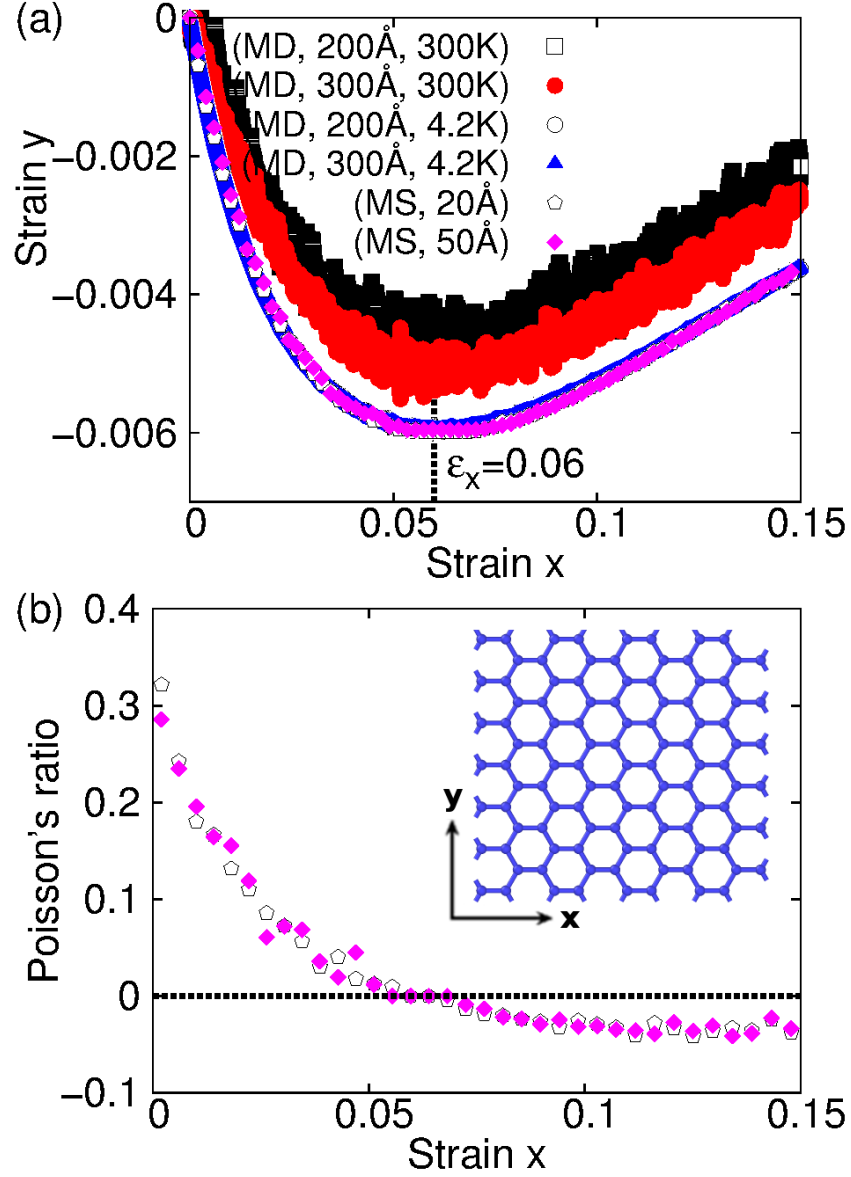 (a)
0
(MD, 200Å, 300K)
(MD, 300Å, 300K)
(MD, 200Å, 4.2K)
(MD, 300Å, 4.2K)
(MS, 20Å)
(MS, 50Å)
−0.002
−0.004
−0.006
Strain y
εx=0.06
0 0.05 0.1 0.15
Strain x
(b)
0.4
0.3
0.2
0.1
0
−0.1
Poisson's ratio
y
x
0 0.05 0.1 0.15
Strain x